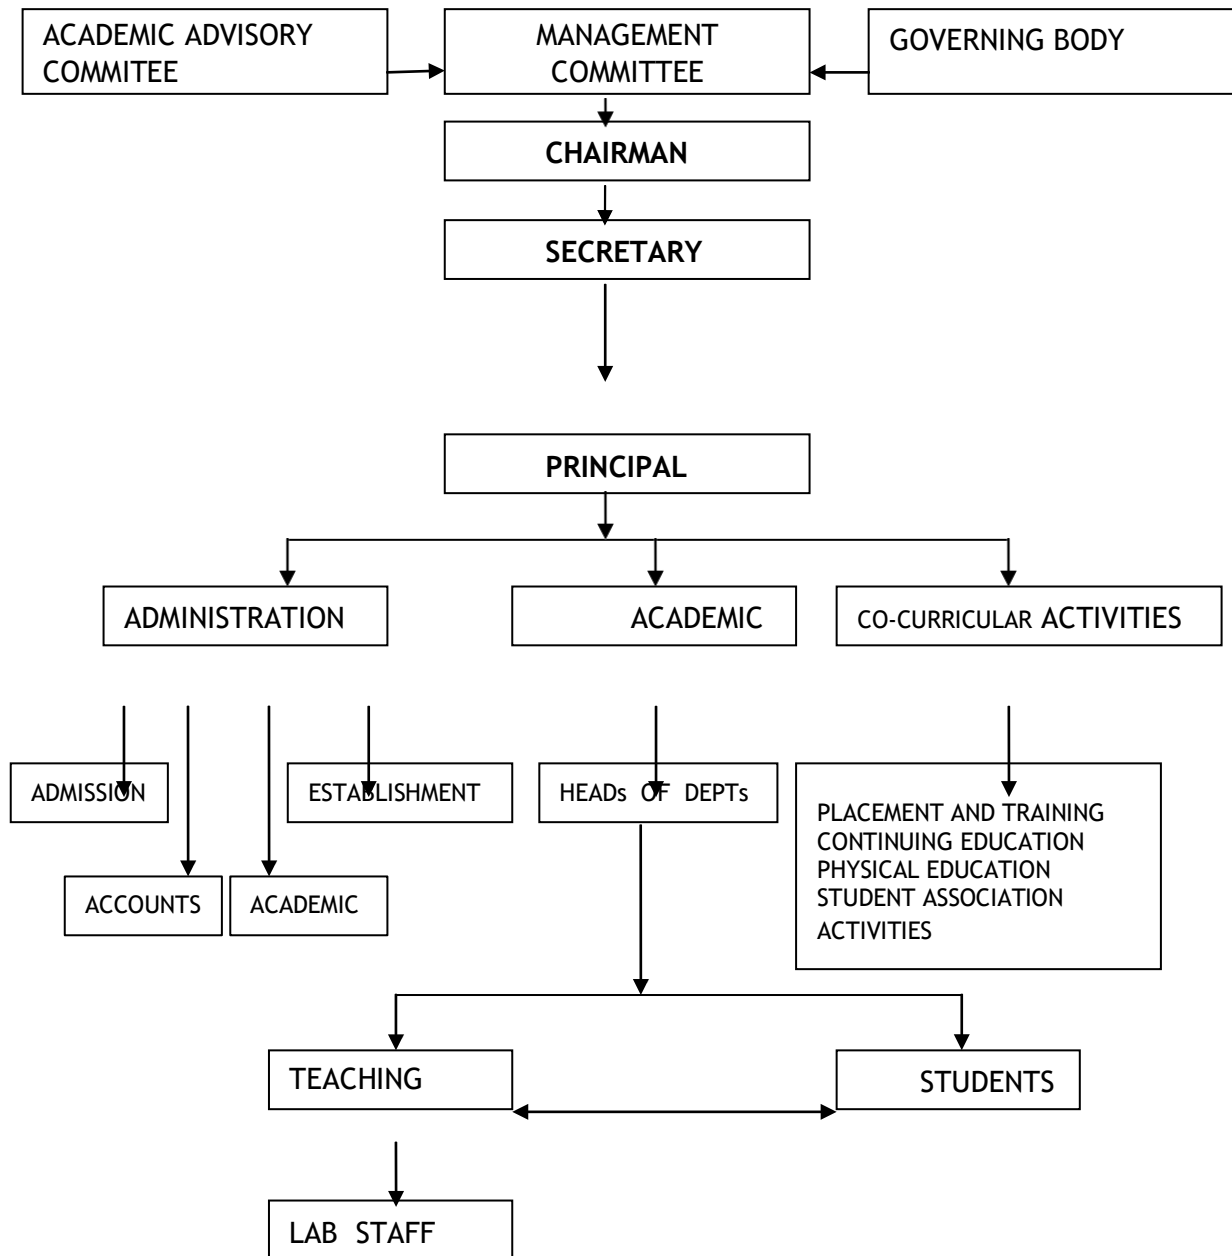 ACADEMIC ADVISORY
COMMITEE
MANAGEMENT
COMMITTEE
GOVERNING BODY
CHAIRMAN
SECRETARY
PRINCIPAL
ADMINISTRATION
ACADEMIC
CO-CURRICULAR ACTIVITIES
ADMISSION
ESTABLISHMENT
HEADs OF DEPTs
PLACEMENT AND TRAINING
CONTINUING EDUCATION
PHYSICAL EDUCATION
STUDENT ASSOCIATION
ACTIVITIES
ACCOUNTS
ACADEMIC
TEACHING
STUDENTS
LAB STAFF